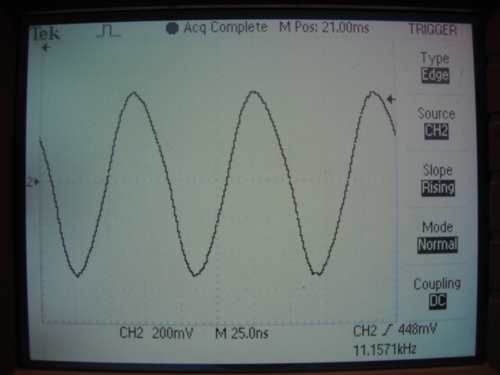 Tek Acq Complete M Pos: 21.00ms TRIGGER
Type
Edge
Source
CH2
2
Slope
Rising
Mode
Normal
Coupling
DC
CH2 200mV M 25.0ns CH2 448mV
11.1571kHz